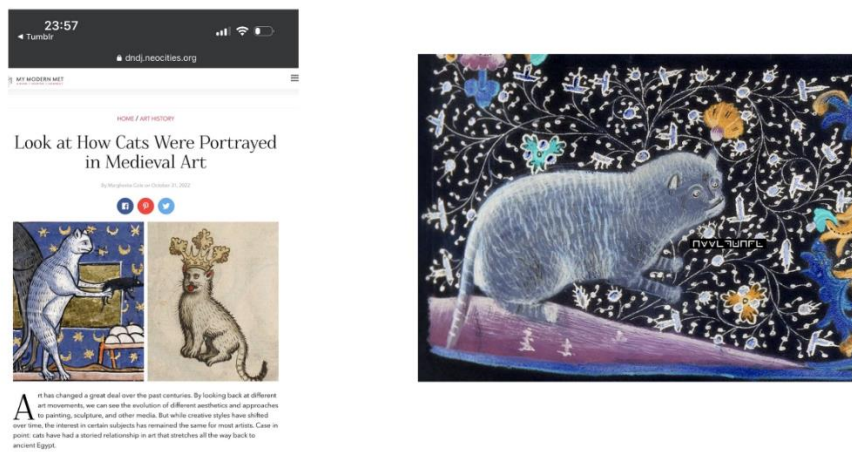 23:57
◀ Tumblr
dndj.neocities.org
MY MODERN MET
HOME / ART HISTORY
Look at How Cats Were Portrayed
in Medieval Art
By Margherita Cole on October 31, 2022
Art has changed a great deal over the past centuries. By looking back at different
art movements, we can see the evolution of different aesthetics and approaches
to painting, sculpture, and other media. But while creative styles have shifted
over time, the interest in certain subjects has remained the same for most artists. Case in
point: cats have had a storied relationship in art that stretches all the way back to
ancient Egypt.